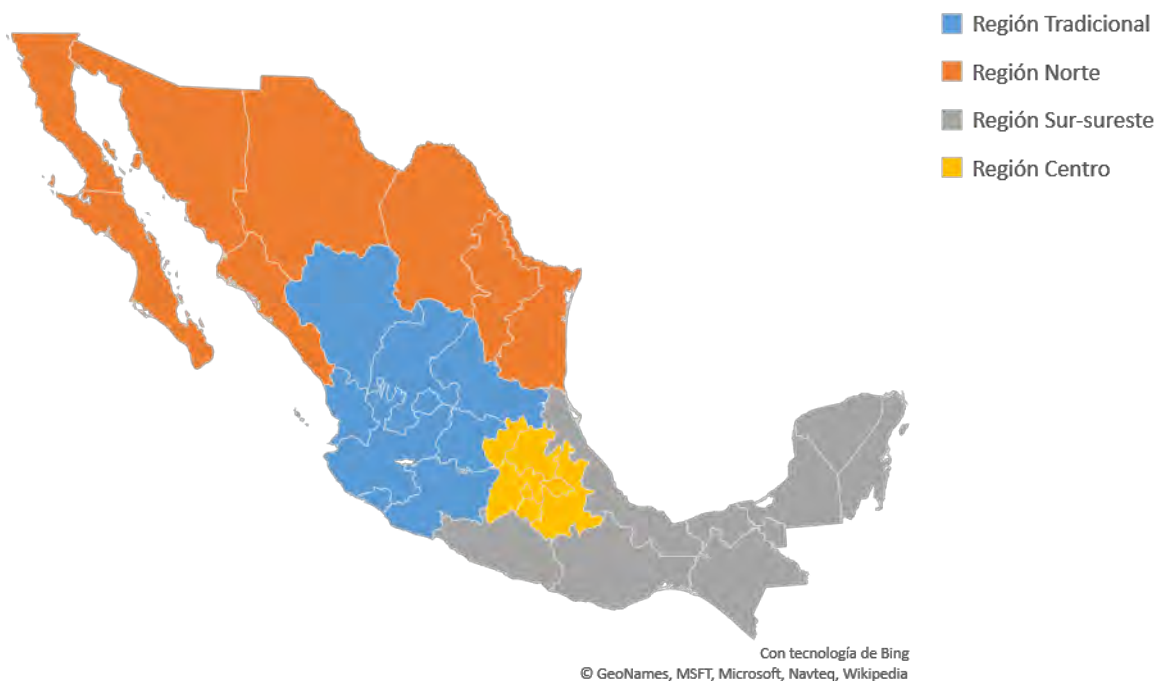 Región Tradicional
Región Norte
Región Sur-sureste
Región Centro
Con tecnología de Bing
© GeoNames, MSFT, Microsoft, Navteq, Wikipedia